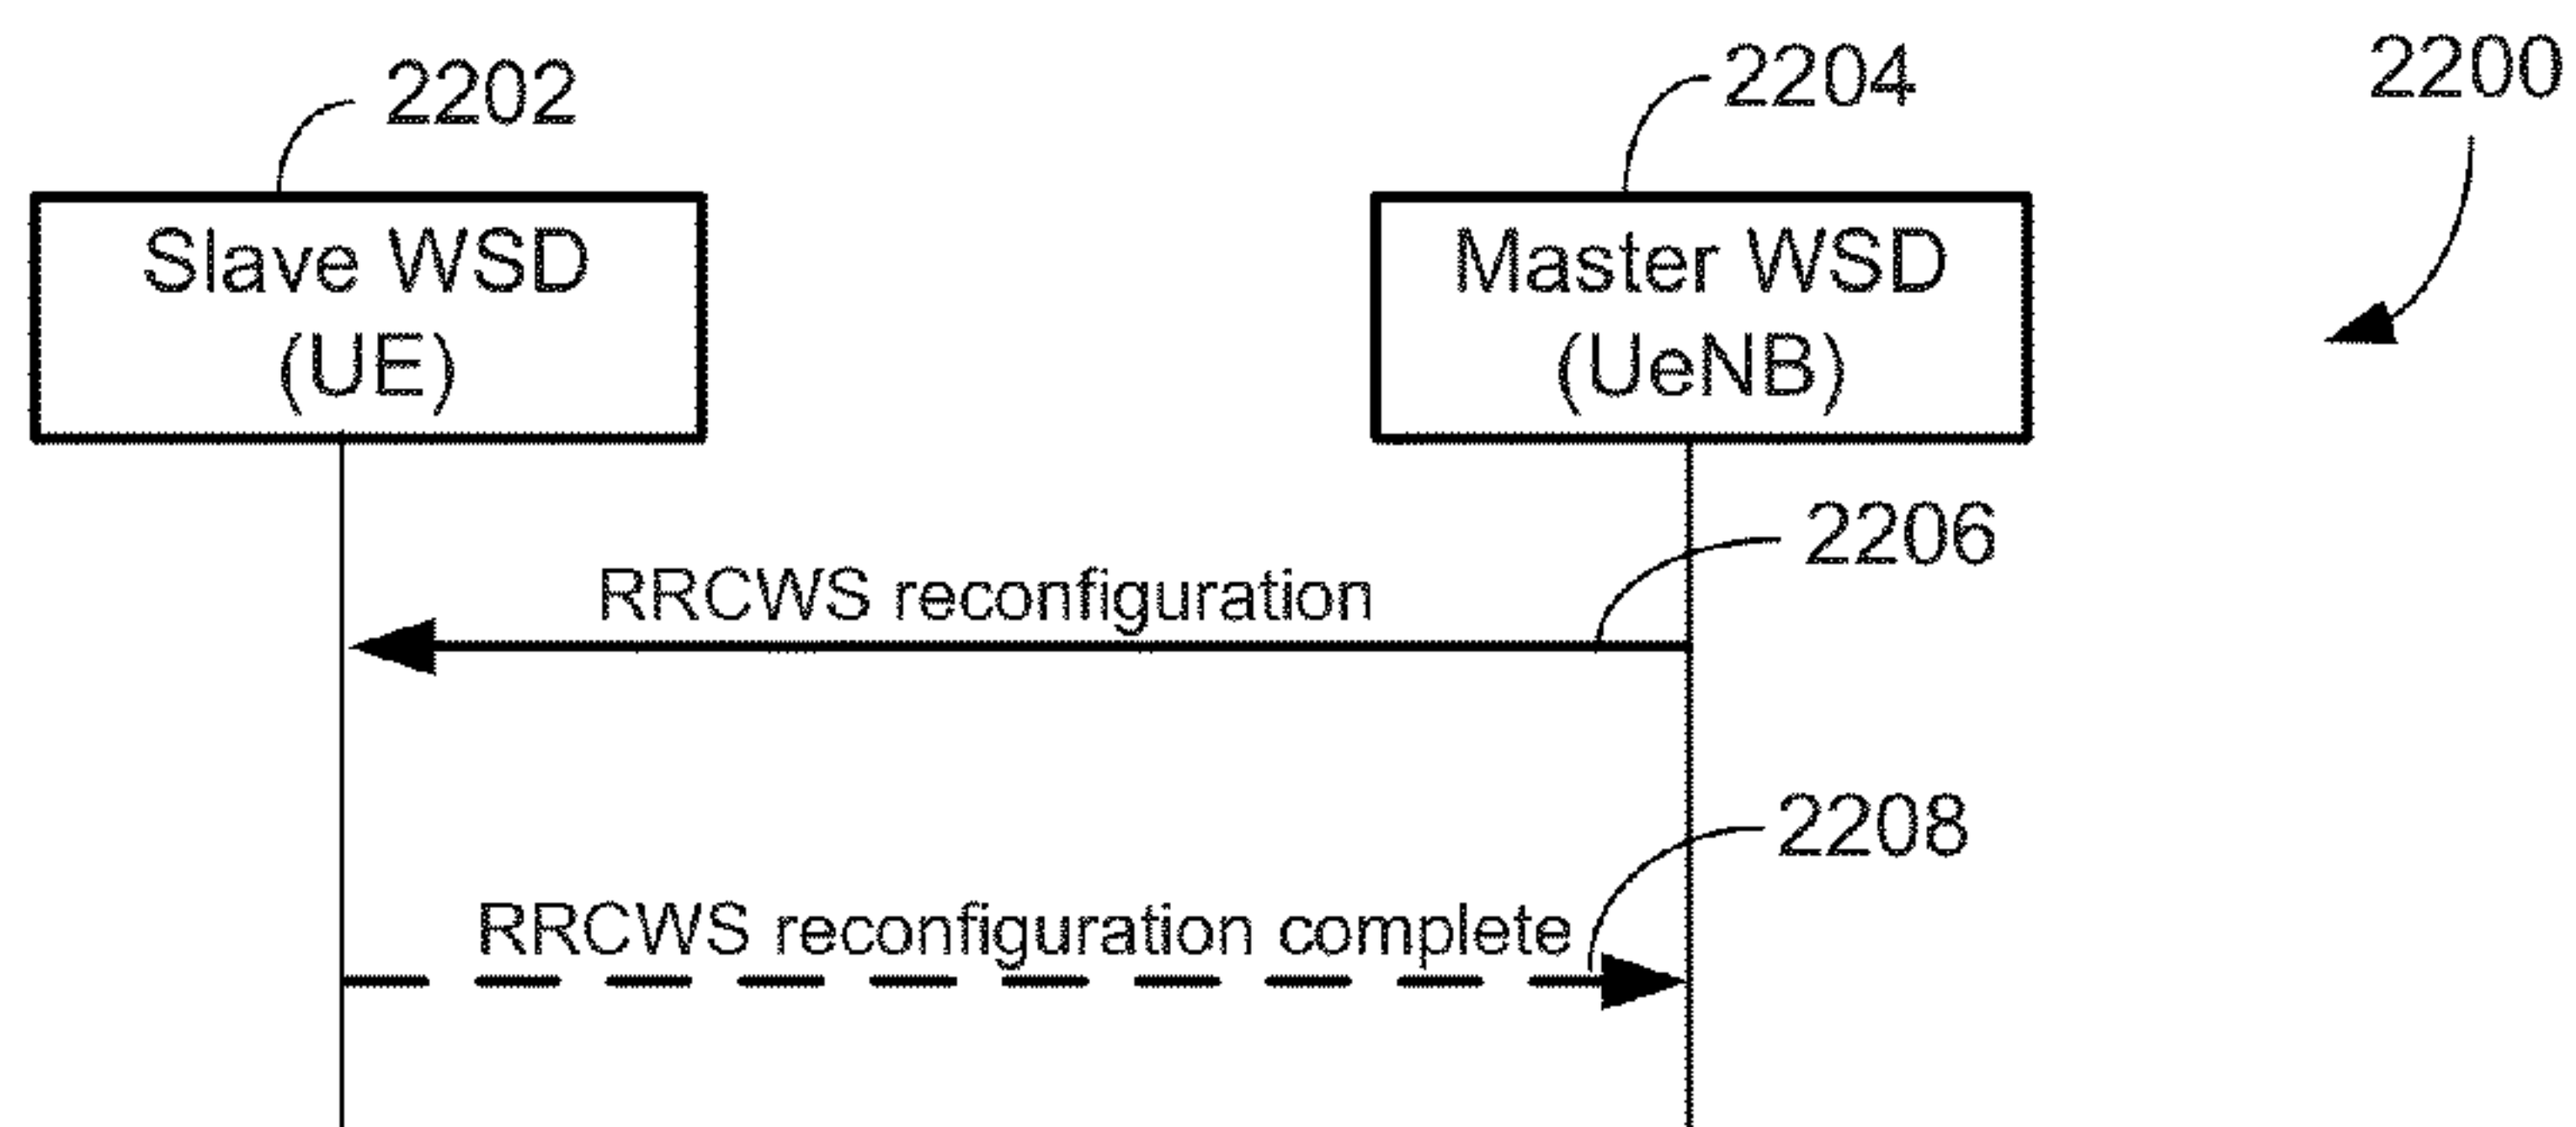 2202
2204
2200
Slave WSD
(UE)
Master WSD
(UeNB)
2206
RRCWS reconfiguration
2208
RRCWS reconfiguration complete